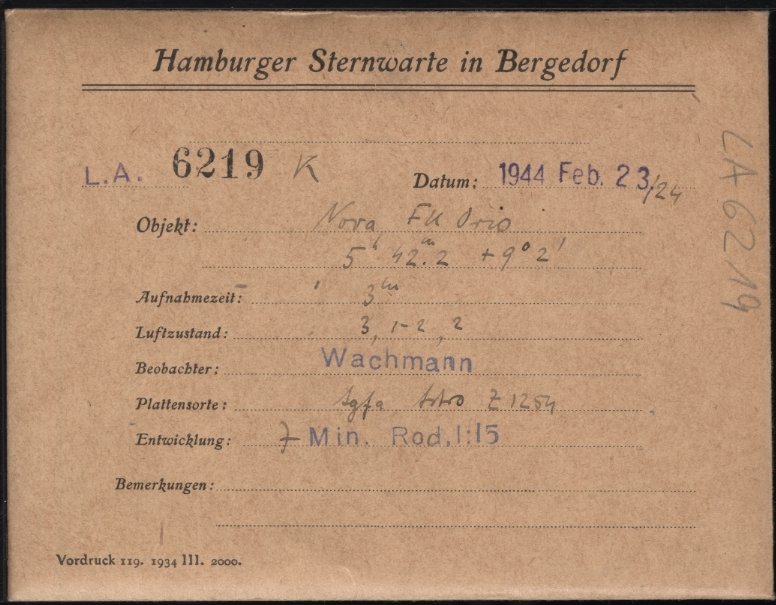 Hamburger Sternwarte in Bergedorf
L.A. 6219 K
Datum: 1944 Feb. 23/24
Objekt: Nova FU Orio
5h 42m.2 +9° 2'
Aufnahmezeit: 3m
Luftzustand: 3, 1-2, 2
Beobachter: Wachmann
Plattensorte: Agfa Astro Z 1254
Entwicklung: 7 Min. Rod. 1:15
Bemerkungen:
Vordruck 119. 1934 III. 2000.
LA 6219